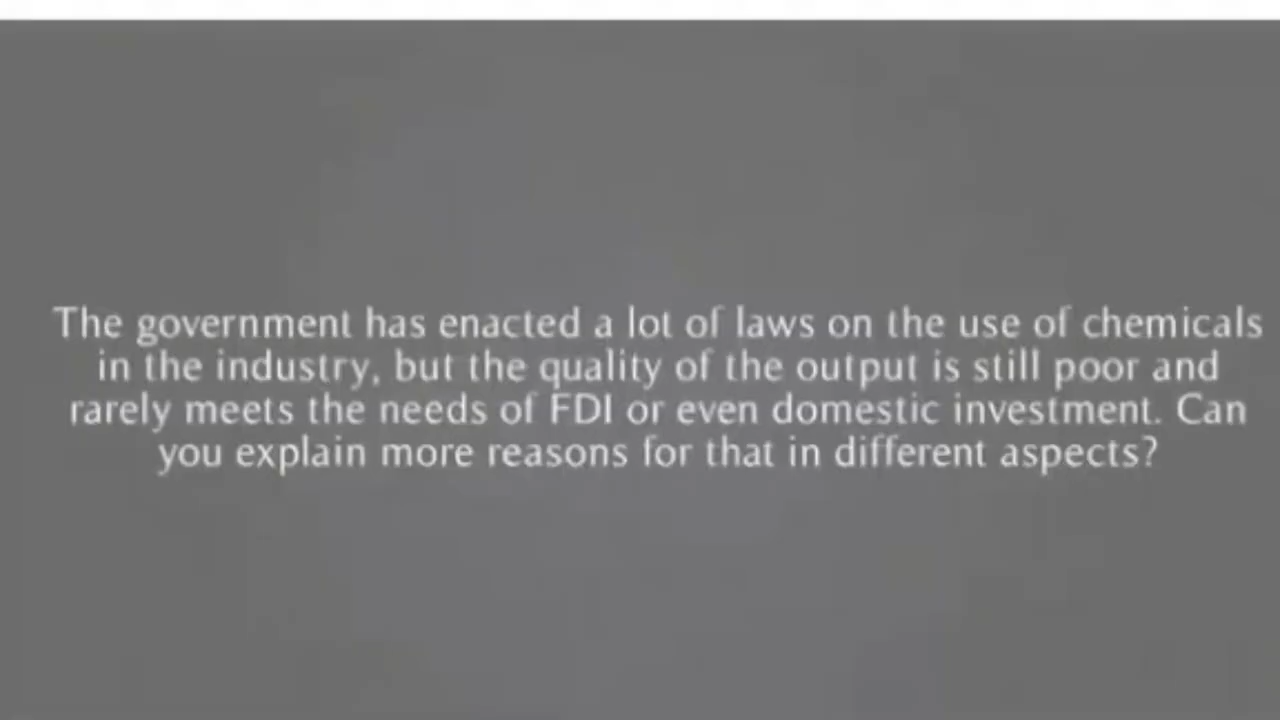 The government has enacted a lot of laws on the use of chemicals
in the industry, but the quality of the output is still poor and
rarely meets the needs of FDI or even domestic investment. Can
you explain more reasons for that in different aspects?